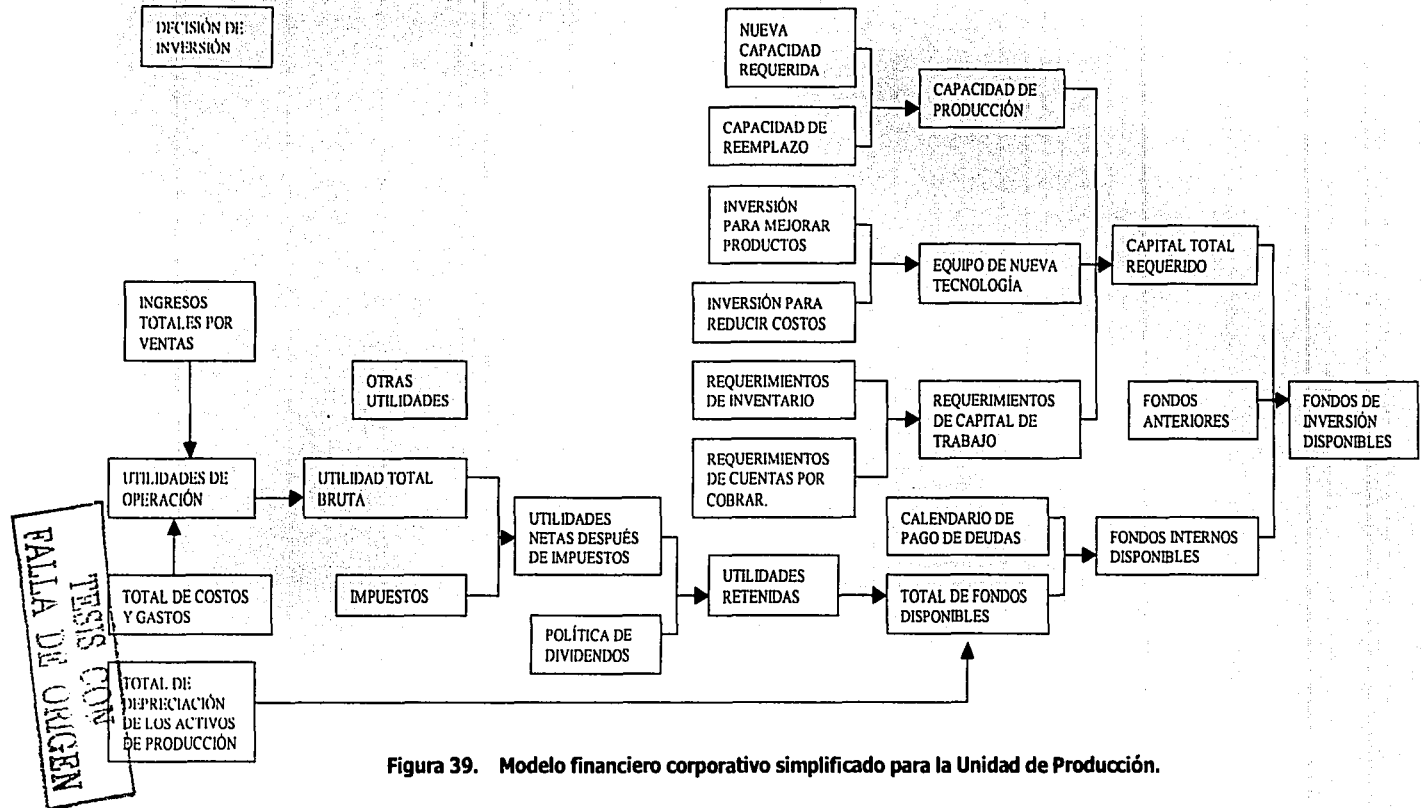 DECISIÓN DE
INVERSIÓN
NUEVA
CAPACIDAD
REQUERIDA
CAPACIDAD DE
PRODUCCIÓN
CAPACIDAD DE
REEMPLAZO
INVERSIÓN
PARA MEJORAR
PRODUCTOS
EQUIPO DE NUEVA
TECNOLOGÍA
CAPITAL TOTAL
REQUERIDO
INVERSIÓN PARA
REDUCIR COSTOS
INGRESOS
TOTALES POR
VENTAS
OTRAS
UTILIDADES
REQUERIMIENTOS
DE INVENTARIO
REQUERIMIENTOS
DE CAPITAL DE
TRABAJO
FONDOS
ANTERIORES
FONDOS DE
INVERSIÓN
DISPONIBLES
REQUERIMIENTOS
DE CUENTAS POR
COBRAR.
UTILIDADES DE
OPERACIÓN
UTILIDAD TOTAL
BRUTA
UTILIDADES
NETAS DESPUÉS
DE IMPUESTOS
CALENDARIO DE
PAGO DE DEUDAS
FONDOS INTERNOS
DISPONIBLES
TOTAL DE COSTOS
Y GASTOS
IMPUESTOS
UTILIDADES
RETENIDAS
TOTAL DE FONDOS
DISPONIBLES
POLÍTICA DE
DIVIDENDOS
TOTAL DE
DEPRECIACIÓN
DE LOS ACTIVOS
DE PRODUCCIÓN
TESIS CON
FALLA DE ORIGEN
Figura 39. Modelo financiero corporativo simplificado para la Unidad de Producción.